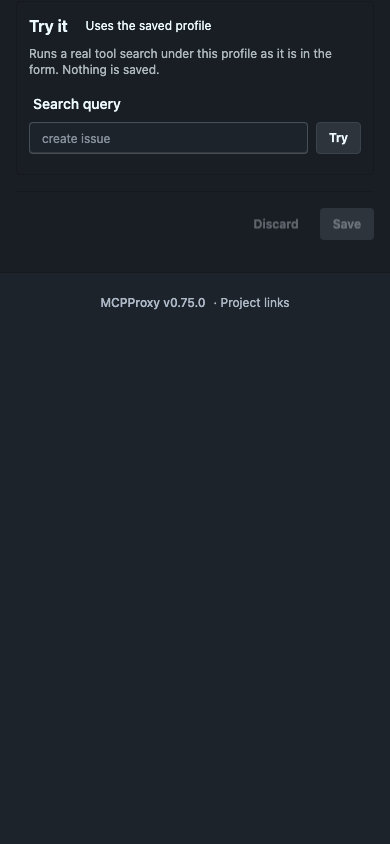 Try it Uses the saved profile
Runs a real tool search under this profile as it is in the
form. Nothing is saved.
Search query
create issue Try
Discard Save
MCPProxy v0.75.0 · Project links